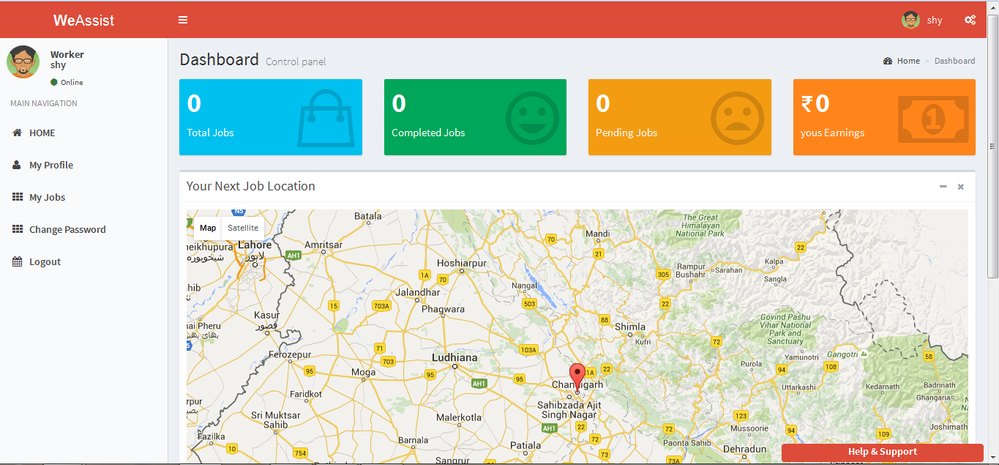 WeAssist
shy
Worker
shy
Online
MAIN NAVIGATION
HOME
My Profile
My Jobs
Change Password
Logout
Dashboard Control panel
Home > Dashboard
0
Total Jobs
0
Completed Jobs
0
Pending Jobs
₹ 0
yous Earnings
1
Your Next Job Location
Map Satellite
N5
Batala
The Great
Himalayan
National Park
Mandi
70
21
22
Lahore
لاہور
Amritsar
AH1
eikhupura
شیخوپورہ
Hoshiarpur
Kalpa
Rampur
Bushahr
Sarahan
Sangla
305
1A
70
Nangal
hib
Jalandhar
503
22
15
703A
Phagwara
Kasur
قصور
88
Shimla
Kufri
Govind Pashu
Vihar National
Park and
Sanctuary
ai Pheru
71
703
103A
72
Ferozepur
Ludhiana
Yamunotri
Gangotri
58
Purola
94
108
95
Moga
95
AH1
95
1A
22
Chandigarh
Uttarkashi
Kedarnath
Badrinath
Ghangaria
Faridkot
Sahibzada Ajit
Singh Nagar
rpur
Sri Muktsar
Sahib
Malerkotla
AH1
22
72
123
Mussoorie
94
109
Joshimath
Fazilka
10
754
Barnala
Patiala
72
73
Paonta Sahib
Dehradun
73A
Sangrur
Help & Support